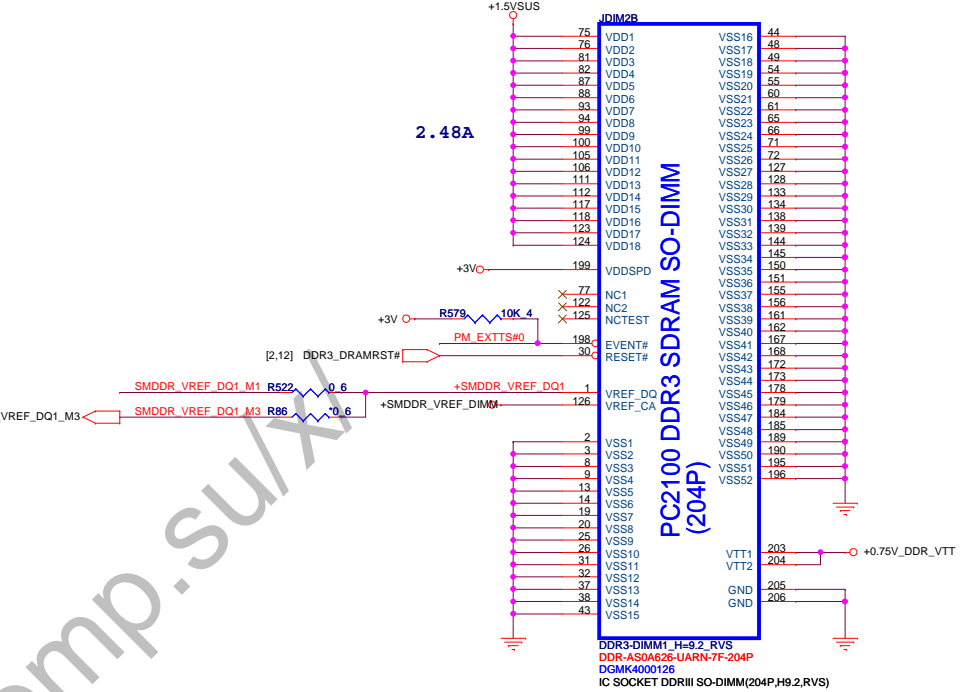 +1.5VSUS
JDIM2B
75 VDD1 VSS16 44
76 VDD2 VSS17 48
81 VDD3 VSS18 49
82 VDD4 VSS19 54
87 VDD5 VSS20 55
88 VDD6 VSS21 60
93 VDD7 VSS22 61
94 VDD8 VSS23 65
2.48A
99 VDD9 VSS24 66
100 VDD10 VSS25 71
105 VDD11 VSS26 72
106 VDD12 VSS27 127
111 VDD13 VSS28 128
112 VDD14 VSS29 133
117 VDD15 VSS30 134
118 VDD16 VSS31 138
123 VDD17 VSS32 139
124 VDD18 VSS33 144
VSS34 145
+3V 199 VDDSPD VSS35 150
VSS36 151
77 NC1 VSS37 155
122 NC2 VSS38 156
125 NCTEST VSS39 161
+3V R579 10K_4
VSS40 162
PM_EXTTS#0 198 EVENT# VSS41 167
[2,12] DDR3_DRAMRST# 30 RESET# VSS42 168
VSS43 172
VSS44 173
SMDDR_VREF_DQ1_M1 R522 0_6 +SMDDR_VREF_DQ1 1 VREF_DQ VSS45 178
+SMDDR_VREF_DIMM 126 VREF_CA VSS46 179
VREF_DQ1_M3 SMDDR_VREF_DQ1_M3 R86 *0_6 VSS47 184
VSS48 185
2 VSS1 VSS49 189
3 VSS2 VSS50 190
8 VSS3 VSS51 195
9 VSS4 VSS52 196
13 VSS5
14 VSS6
19 VSS7
20 VSS8
25 VSS9
26 VSS10 VTT1 203 +0.75V_DDR_VTT
31 VSS11 VTT2 204
32 VSS12
37 VSS13 GND 205
38 VSS14 GND 206
43 VSS15
PC2100 DDR3 SDRAM SO-DIMM
(204P)
DDR3-DIMM1_H=9.2_RVS
DDR-AS0A626-UARN-7F-204P
DGMK4000126
IC SOCKET DDRIII SO-DIMM(204P,H9.2,RVS)
omp.su/x/